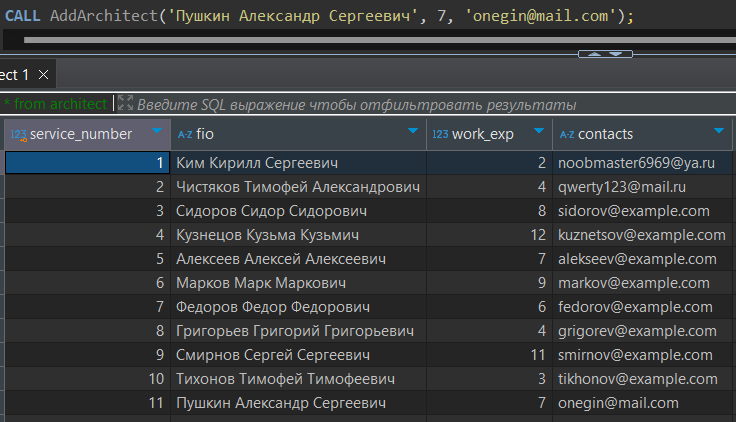 CALL AddArchitect('Пушкин Александр Сергеевич', 7, 'onegin@mail.com');
ect 1
* from architect Введите SQL выражение чтобы отфильтровать результаты
123 service_number A-Z fio 123 work_exp A-Z contacts
1 Ким Кирилл Сергеевич 2 noobmaster6969@ya.ru
2 Чистяков Тимофей Александрович 4 qwerty123@mail.ru
3 Сидоров Сидор Сидорович 8 sidorov@example.com
4 Кузнецов Кузьма Кузьмич 12 kuznetsov@example.com
5 Алексеев Алексей Алексеевич 7 alekseev@example.com
6 Марков Марк Маркович 9 markov@example.com
7 Федоров Федор Федорович 6 fedorov@example.com
8 Григорьев Григорий Григорьевич 4 grigorev@example.com
9 Смирнов Сергей Сергеевич 11 smirnov@example.com
10 Тихонов Тимофей Тимофеевич 3 tikhonov@example.com
11 Пушкин Александр Сергеевич 7 onegin@mail.com